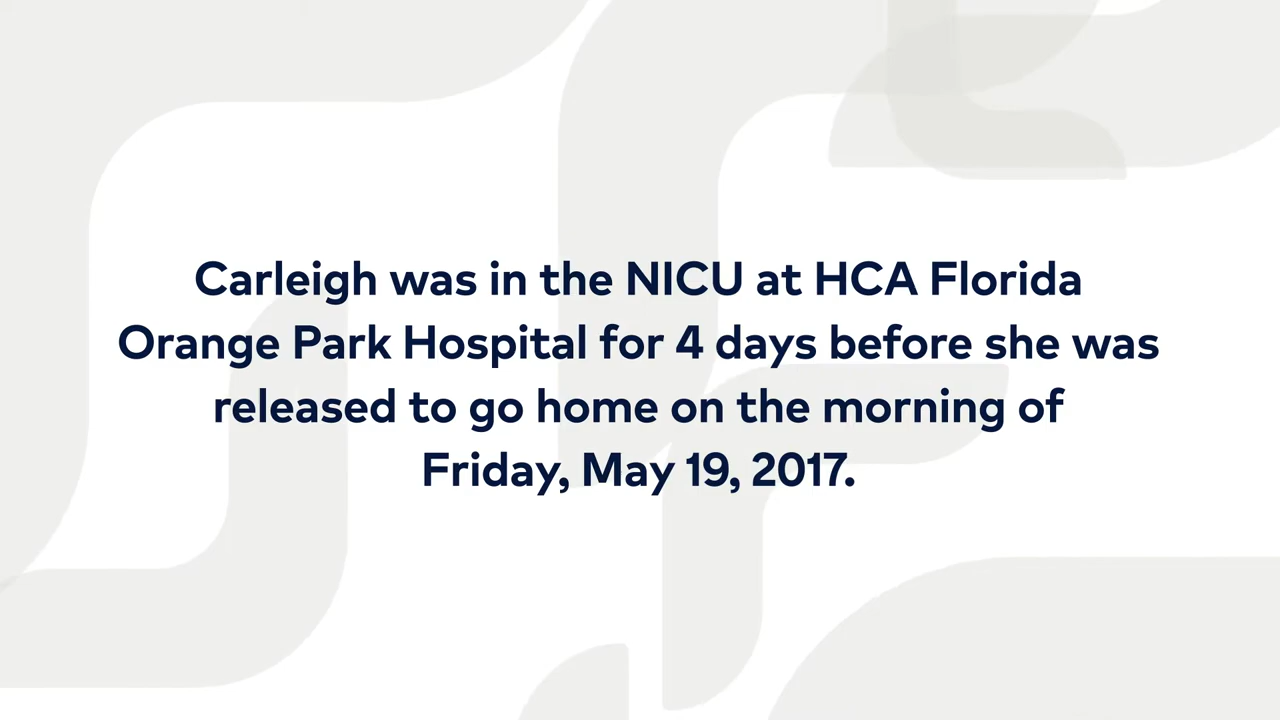 Carleigh was in the NICU at HCA Florida
Orange Park Hospital for 4 days before she was
released to go home on the morning of
Friday, May 19, 2017.